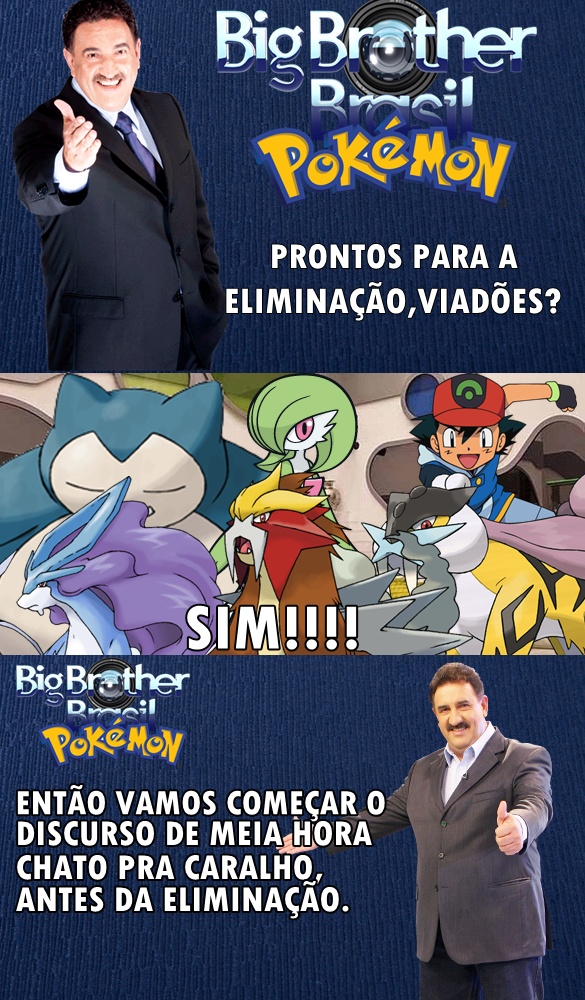 Big Brother
Brasil
POKéMON
PRONTOS PARA A
ELIMINAÇÃO,VIADÕES?
SIM!!!!
Big Brother
Brasil
POKéMON
ENTÃO VAMOS COMEÇAR O
DISCURSO DE MEIA HORA
CHATO PRA CARALHO,
ANTES DA ELIMINAÇÃO.